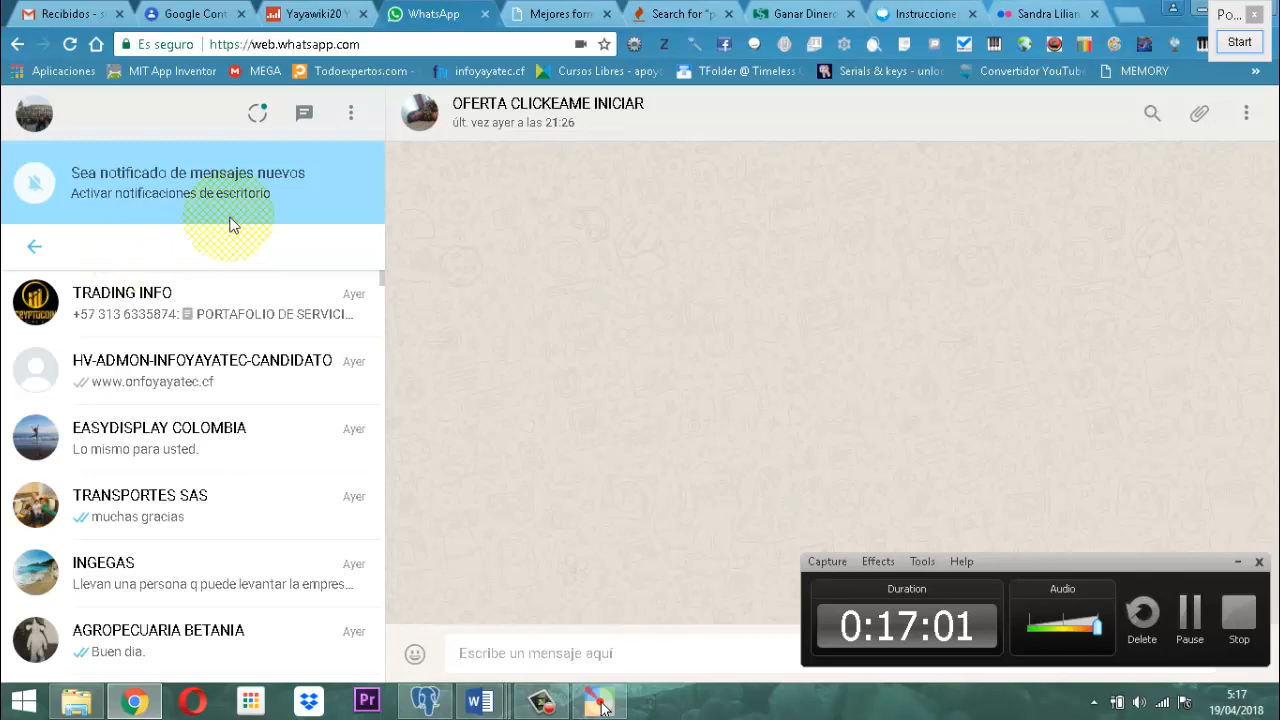 Recibidos - s
Google Cont
Yayawiki20 Y
WhatsApp
Mejores form
Search for "p
Ganar Dinero
Instruccione
Sandra Lilian
Po...
Es seguro
https://web.whatsapp.com
Start
Aplicaciones
MIT App Inventor
MEGA
Todoexpertos.com -
infoyayatec.cf
Cursos Libres - apoye
TFolder @ Timeless C
Serials & keys - unloc
Convertidor YouTub
MEMORY
»
OFERTA CLICKEAME INICIAR
últ. vez ayer a las 21:26
Sea notificado de mensajes nuevos
Activar notificaciones de escritorio
TRADING INFO
Ayer
+57 313 6335874: PORTAFOLIO DE SERVICI...
HV-ADMON-INFOYAYATEC-CANDIDATO
Ayer
www.onfoyayatec.cf
EASYDISPLAY COLOMBIA
Ayer
Lo mismo para usted.
TRANSPORTES SAS
Ayer
muchas gracias
INGEGAS
Ayer
Llevan una persona q puede levantar la empres...
AGROPECUARIA BETANIA
Ayer
Buen dia.
Capture Effects Tools Help
Duration
Audio
0:17:01
Delete
Pause
Stop
Escribe un mensaje aquí
Pr
5:17
19/04/2018